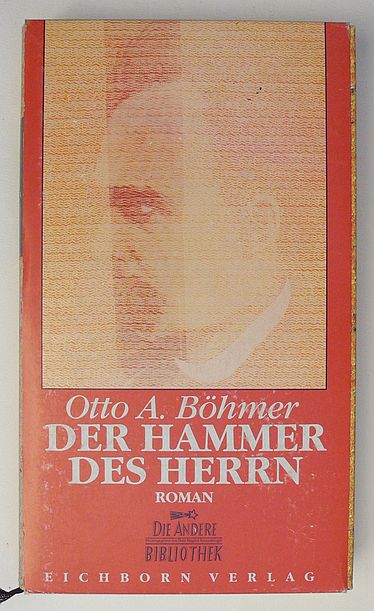 Otto A. Böhmer
DER HAMMER
DES HERRN
ROMAN
DIE ANDERE
BIBLIOTHEK
EICHBORN VERLAG